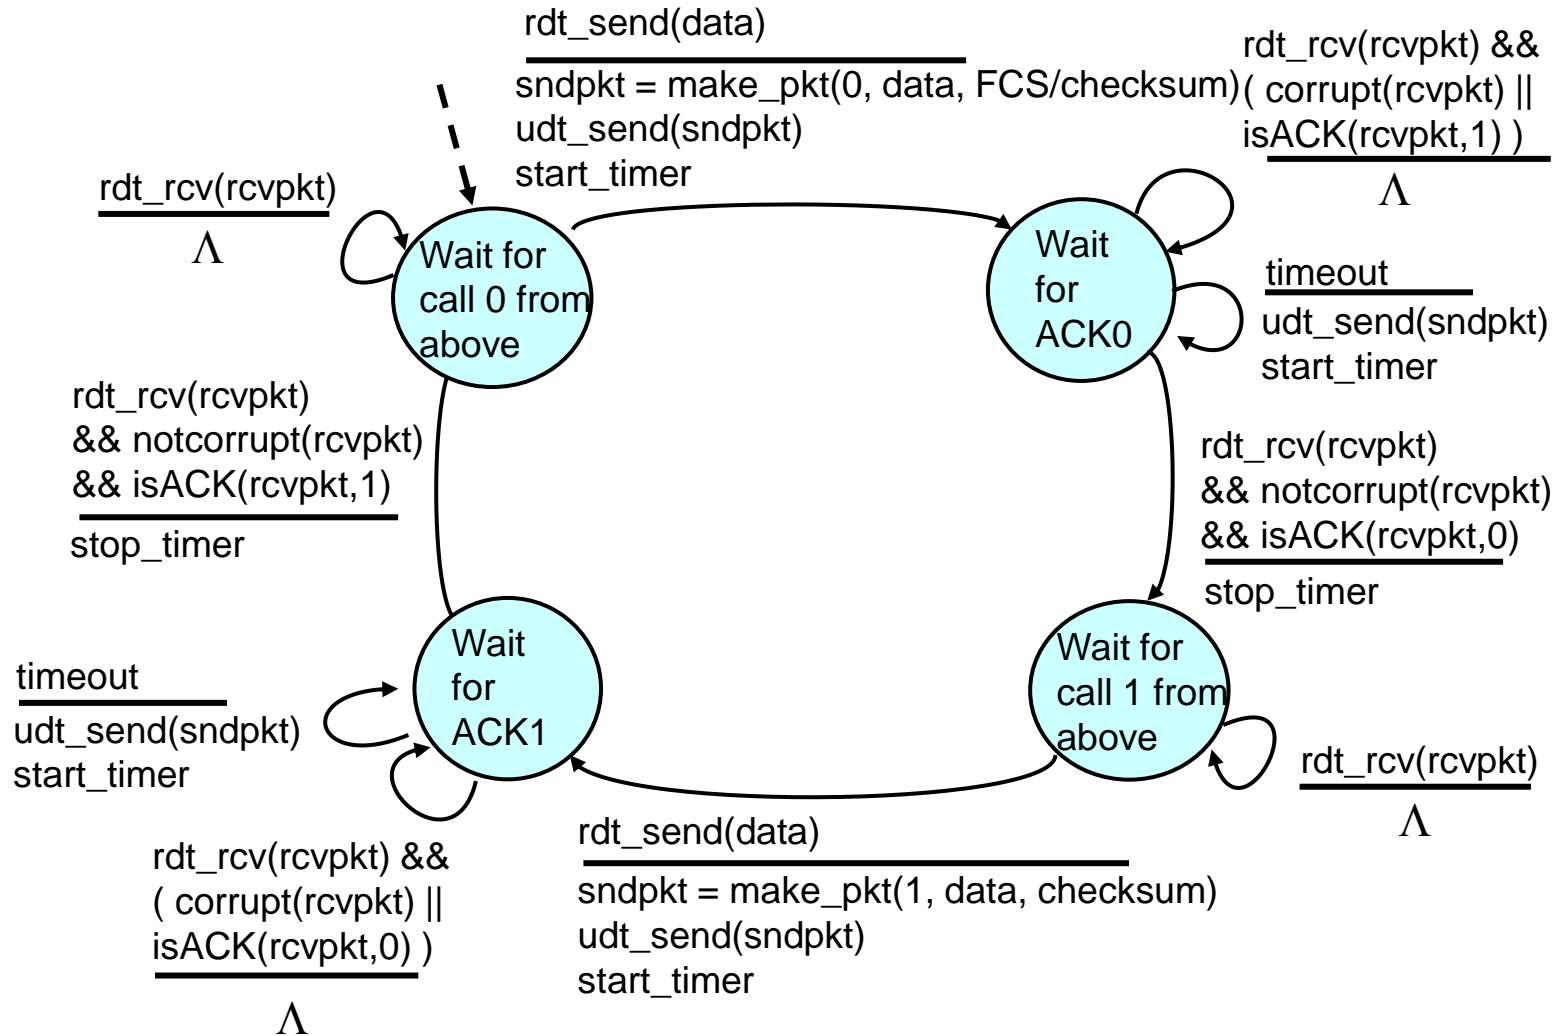 rdt_send(data)
sndpkt = make_pkt(0, data, FCS/checksum)
udt_send(sndpkt)
start_timer
rdt_rcv(rcvpkt) &&
( corrupt(rcvpkt) ||
isACK(rcvpkt,1) )
Λ
rdt_rcv(rcvpkt)
Λ
Wait for
call 0 from
above
Wait
for
ACK0
timeout
udt_send(sndpkt)
start_timer
rdt_rcv(rcvpkt)
&& notcorrupt(rcvpkt)
&& isACK(rcvpkt,1)
stop_timer
rdt_rcv(rcvpkt)
&& notcorrupt(rcvpkt)
&& isACK(rcvpkt,0)
stop_timer
Wait
for
ACK1
Wait for
call 1 from
above
timeout
udt_send(sndpkt)
start_timer
rdt_rcv(rcvpkt)
Λ
rdt_rcv(rcvpkt) &&
( corrupt(rcvpkt) ||
isACK(rcvpkt,0) )
Λ
rdt_send(data)
sndpkt = make_pkt(1, data, checksum)
udt_send(sndpkt)
start_timer